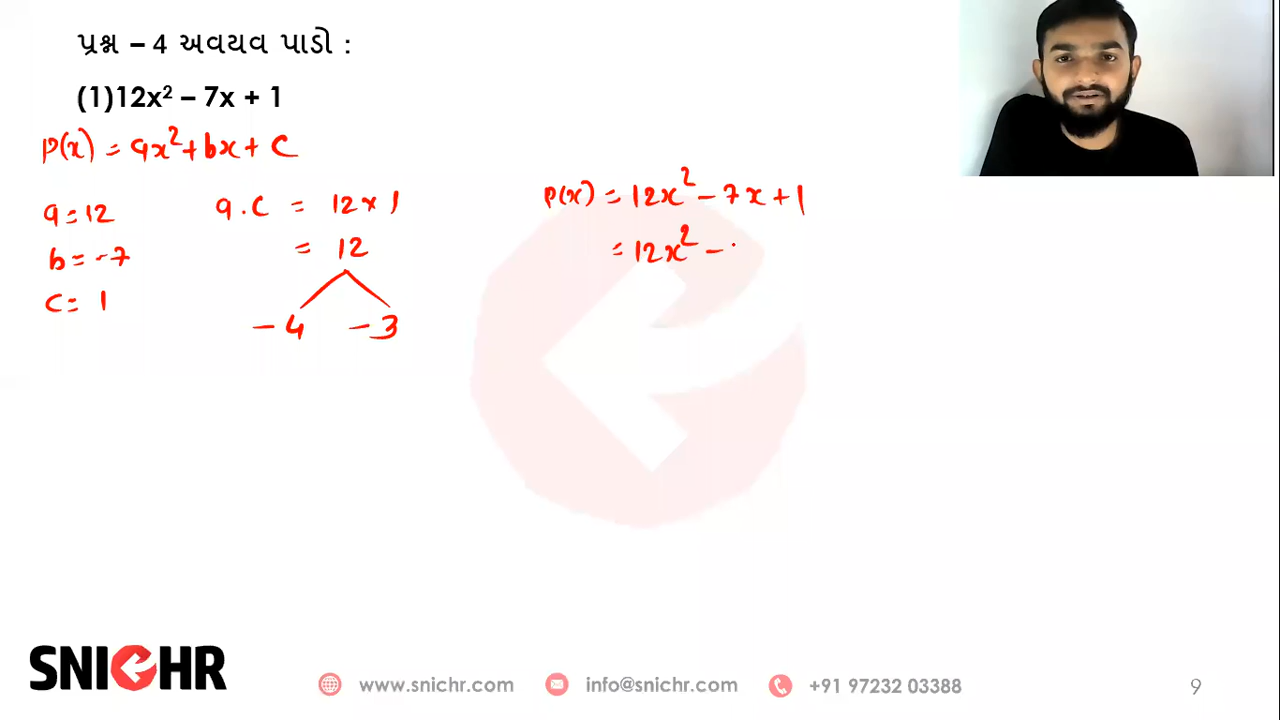 પ્રશ્ન – 4 અવયવ પાડો :
(1)12x² – 7x + 1
p(x) = ax² + bx + c
a = 12
b = -7
c = 1
a . c = 12 × 1
= 12
-4 -3
p(x) = 12x² - 7x + 1
= 12x² -
SNICHR
www.snichr.com
info@snichr.com
+91 97232 03388
9